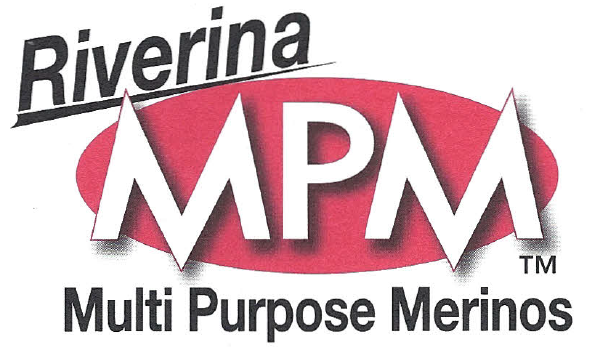 Riverina
MPM
TM
Multi Purpose Merinos